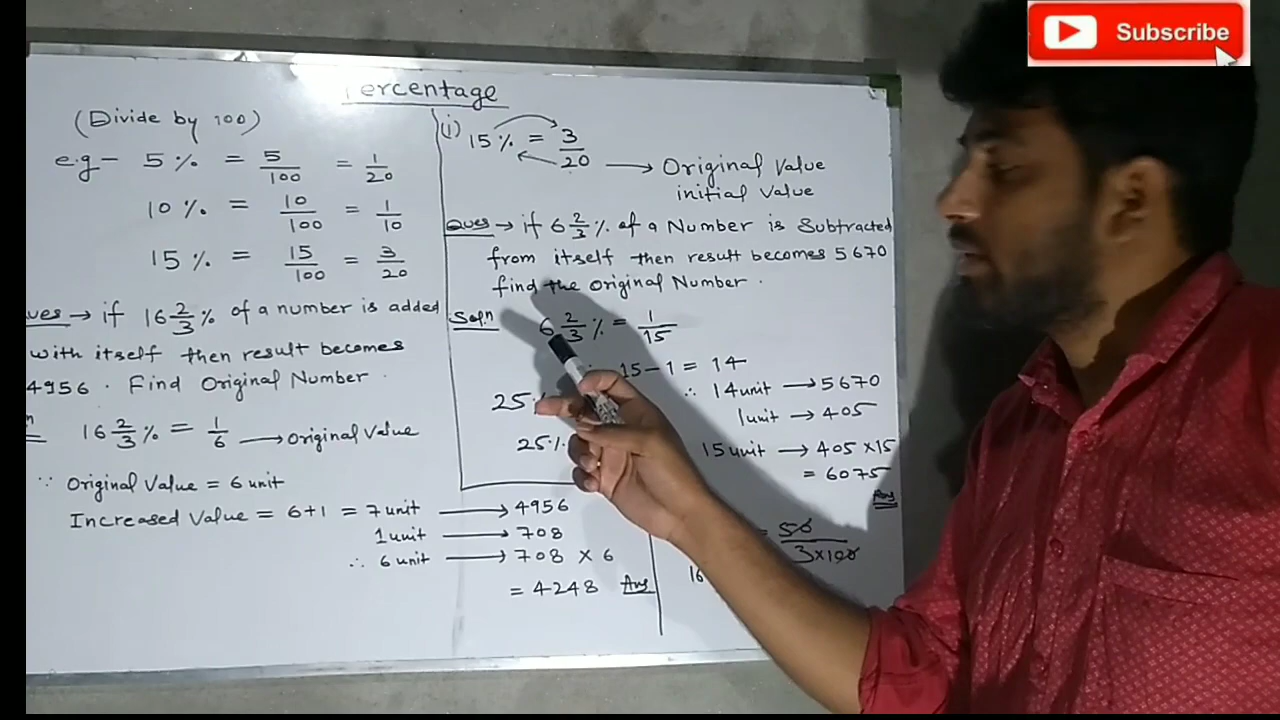 Subscribe
Percentage
(Divide by 100)
e.g- 5% = 5/100 = 1/20
10% = 10/100 = 1/10
15% = 15/100 = 3/20
ues → if 16 2/3 % of a number is added
with itself then result becomes
4956. Find Original Number.
n 16 2/3 % = 1/6 → Original Value
∵ Original Value = 6 unit
Increased Value = 6+1 = 7 unit → 4956
1 unit → 708
∴ 6 unit → 708 × 6
= 4248 Ans
(i) 15% = 3/20 → Original Value
initial Value
Ques → if 6 2/3 % of a Number is Subtracted
from itself then result becomes 5670
find the Original Number.
Soln 6 2/3 % = 1/15
15-1 = 14
∴ 14 unit → 5670
1 unit → 405
15 unit → 405 × 15
= 6075
Ans
25%
25%
= 50/3×100
16